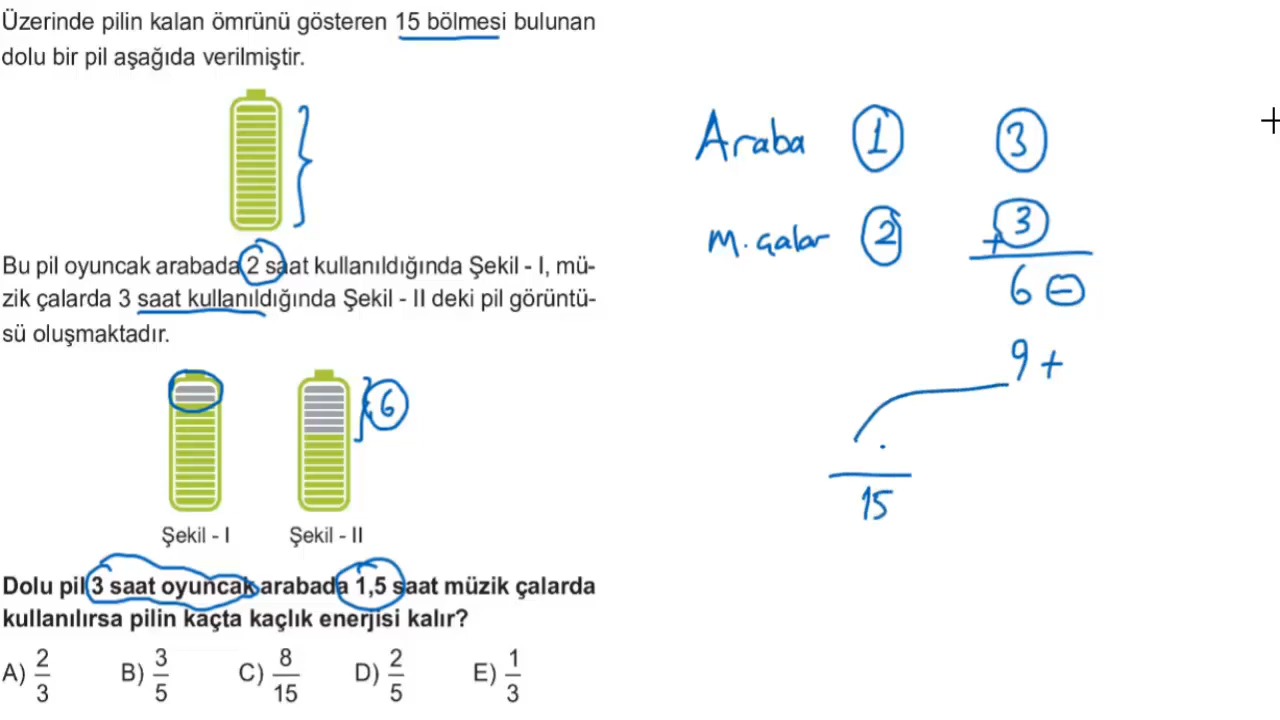 Üzerinde pilin kalan ömrünü gösteren 15 bölmesi bulunan
dolu bir pil aşağıda verilmiştir.
Bu pil oyuncak arabada 2 saat kullanıldığında Şekil - I, mü-
zik çalarda 3 saat kullanıldığında Şekil - II deki pil görüntü-
sü oluşmaktadır.
6
Şekil - I Şekil - II
Dolu pil 3 saat oyuncak arabada 1,5 saat müzik çalarda
kullanılırsa pilin kaçta kaçlık enerjisi kalır?
A) 2/3 B) 3/5 C) 8/15 D) 2/5 E) 1/3
Araba 1 3
m. çalar 2 + 3
6 −
9 +
15